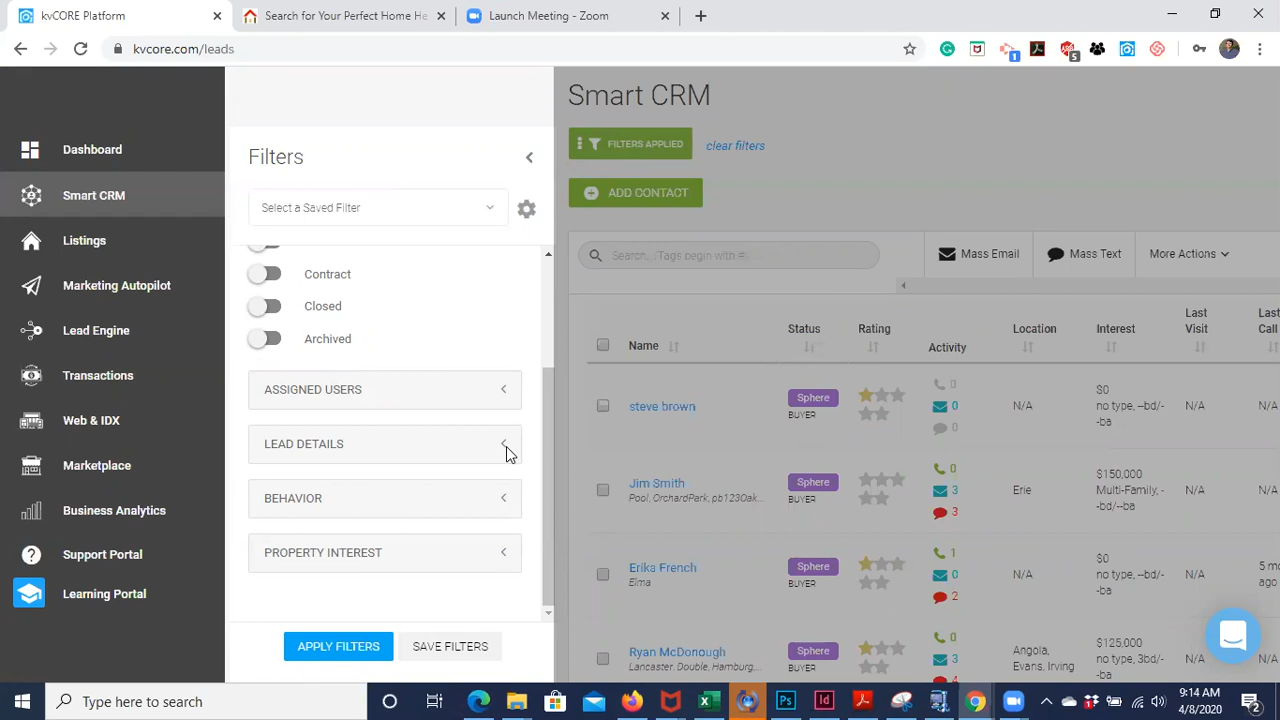 kvCORE Platform
Search for Your Perfect Home He
Launch Meeting - Zoom
kvcore.com/leads
1
5
Dashboard
Smart CRM
Listings
Marketing Autopilot
Lead Engine
Transactions
Web & IDX
Marketplace
Business Analytics
Support Portal
Learning Portal
Filters
Select a Saved Filter
Contract
Closed
Archived
ASSIGNED USERS
LEAD DETAILS
BEHAVIOR
PROPERTY INTEREST
APPLY FILTERS
SAVE FILTERS
Smart CRM
FILTERS APPLIED
clear filters
ADD CONTACT
Mass Email
Mass Text
More Actions
Name
Status
Rating
Activity
Location
Interest
Last Visit
Last Call
steve brown
Sphere
BUYER
0
0
0
N/A
$0
no type, --bd/-
-ba
N/A
N/A
Jim Smith
Pool, OrchardPark, pb123Oak...
Sphere
BUYER
0
3
3
Erie
$150,000
Multi-Family, -
-bd/--ba
N/A
N/A
Erika French
Elma
Sphere
BUYER
1
0
2
N/A
$0
no type, --bd/-
-ba
N/A
5 mo
ago
Ryan McDonough
Lancaster, Double, Hamburg,...
Sphere
BUYER
0
3
4
Angola,
Evans, Irving
$125,000
no type, 3bd/-
-ba
N/A
N/A
Type here to search
9:14 AM
4/8/2020